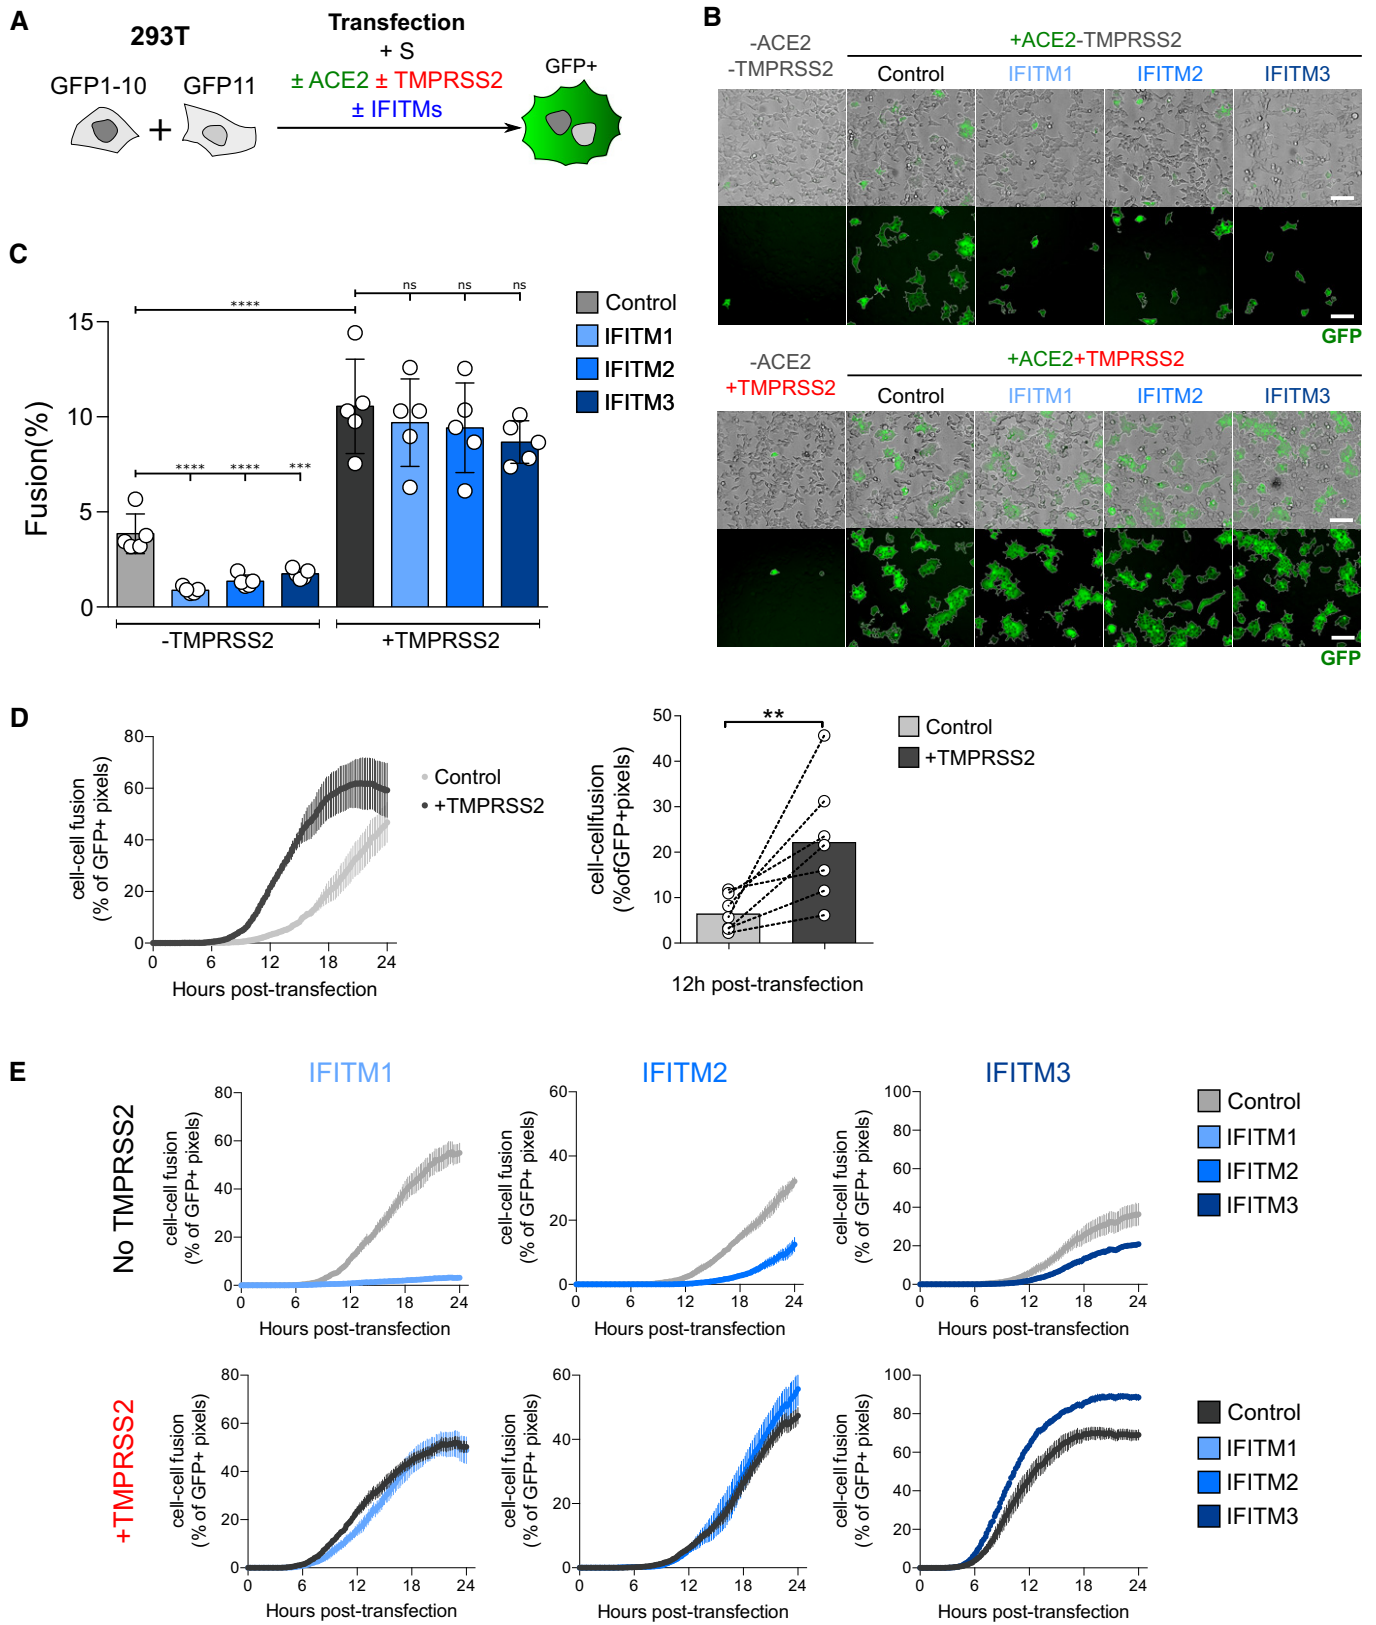 A
293T
GFP1-10
GFP11
Transfection
+ S
± ACE2 ± TMPRSS2
± IFITMs
GFP+
B
-ACE2
-TMPRSS2
+ACE2-TMPRSS2
Control
IFITM1
IFITM2
IFITM3
GFP
-ACE2
+TMPRSS2
+ACE2+TMPRSS2
Control
IFITM1
IFITM2
IFITM3
GFP
C
Fusion(%)
15
10
5
0
****
****
****
***
ns
ns
ns
-TMPRSS2
+TMPRSS2
Control
IFITM1
IFITM2
IFITM3
D
cell-cell fusion
(% of GFP+ pixels)
80
60
40
20
0
0
6
12
18
24
Hours post-transfection
Control
+TMPRSS2
cell-cellfusion
(%ofGFP+pixels)
50
40
30
20
10
0
**
12h post-transfection
Control
+TMPRSS2
E
No TMPRSS2
IFITM1
cell-cell fusion
(% of GFP+ pixels)
80
60
40
20
0
0
6
12
18
24
Hours post-transfection
IFITM2
cell-cell fusion
(% of GFP+ pixels)
60
40
20
0
0
6
12
18
24
Hours post-transfection
IFITM3
cell-cell fusion
(% of GFP+ pixels)
100
80
60
40
20
0
0
6
12
18
24
Hours post-transfection
Control
IFITM1
IFITM2
IFITM3
+TMPRSS2
cell-cell fusion
(% of GFP+ pixels)
80
60
40
20
0
0
6
12
18
24
Hours post-transfection
cell-cell fusion
(% of GFP+ pixels)
60
40
20
0
0
6
12
18
24
Hours post-transfection
cell-cell fusion
(% of GFP+ pixels)
100
80
60
40
20
0
0
6
12
18
24
Hours post-transfection
Control
IFITM1
IFITM2
IFITM3